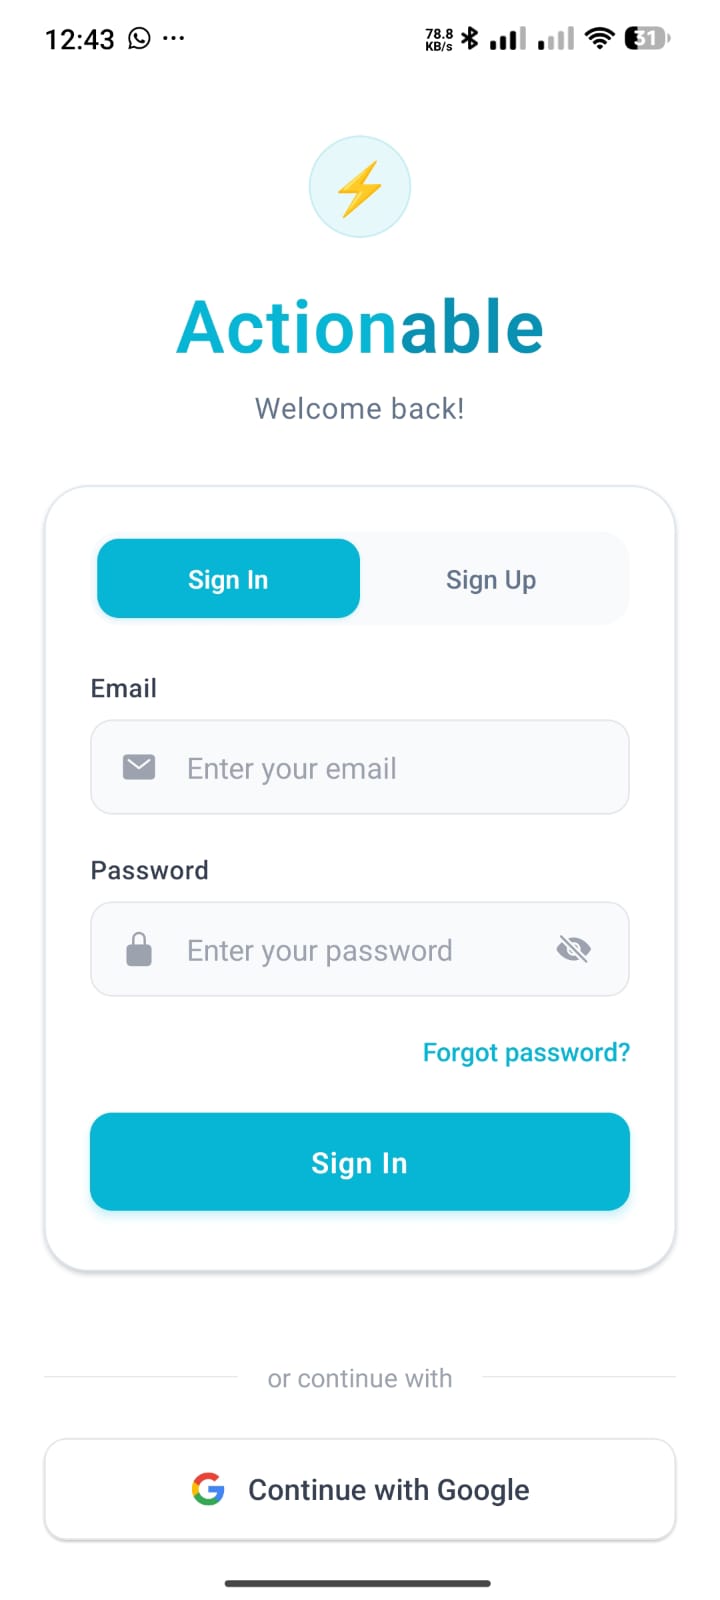 12:43 ... 78.8 KB/s 31
Actionable
Welcome back!
Sign In Sign Up
Email
Enter your email
Password
Enter your password
Forgot password?
Sign In
or continue with
Continue with Google